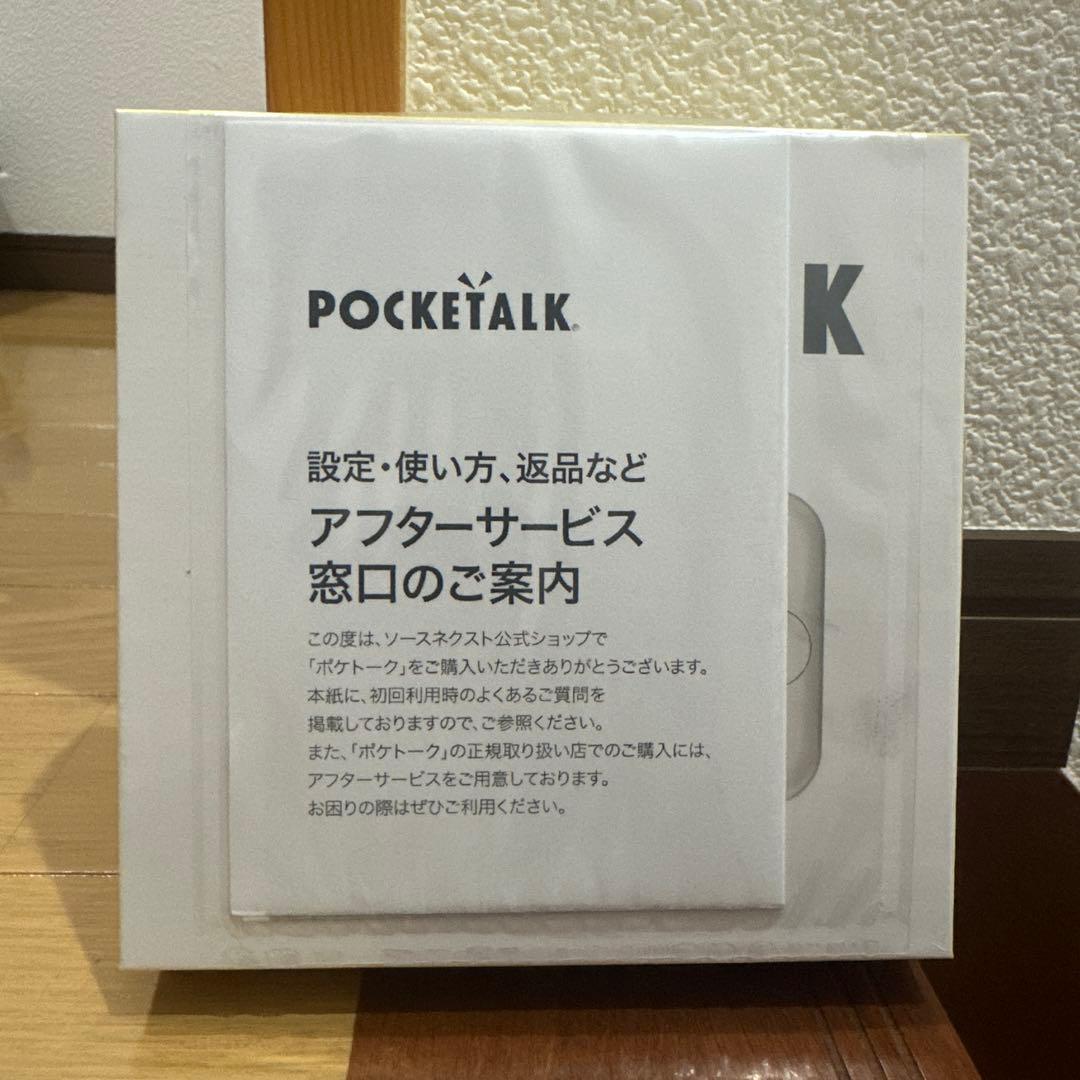 POCKETALK®
K
設定・使い方、返品など
アフターサービス
窓口のご案内
この度は、ソースネクスト公式ショップで
「ポケトーク」をご購入いただきありがとうございます。
本紙に、初回利用時のよくあるご質問を
掲載しておりますので、ご参照ください。
また、「ポケトーク」の正規取り扱い店でのご購入には、
アフターサービスをご用意しております。
お困りの際はぜひご利用ください。